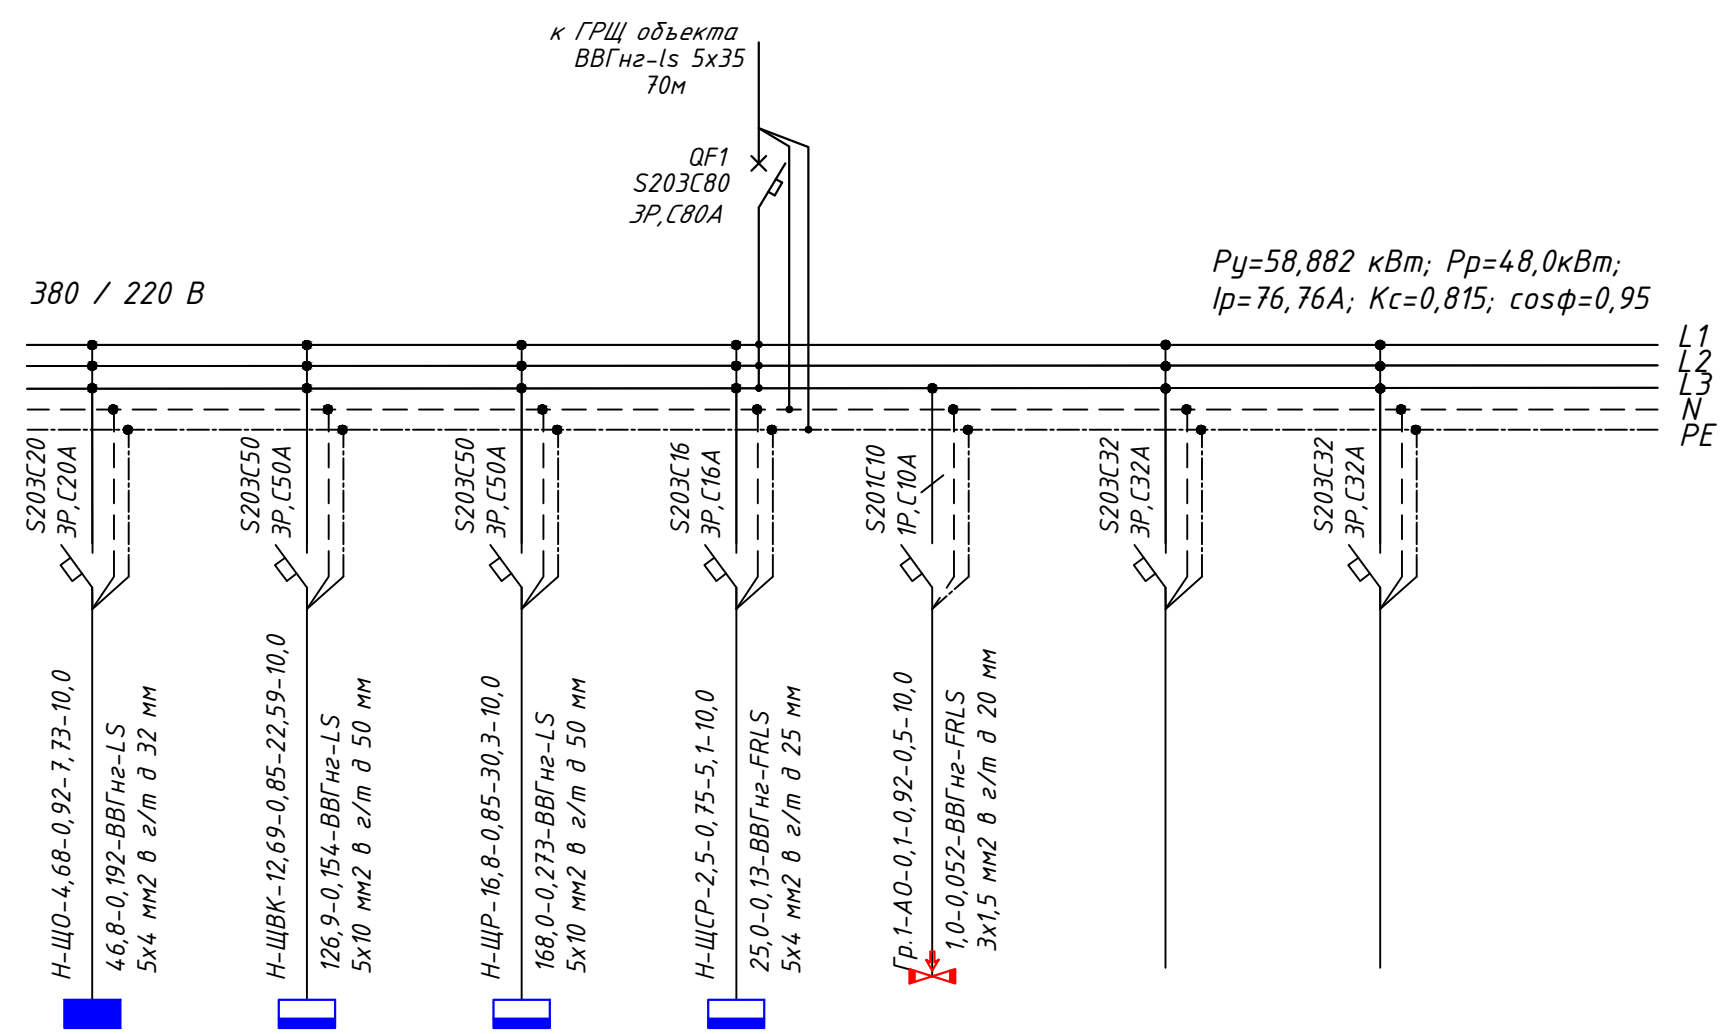 к ГРЩ объекта
ВВГнг-ls 5х35
70м
QF1
S203C80
3P,C80A
380 / 220 В
Ру=58,882 кВт; Рр=48,0кВт;
Iр=76,76А; Кс=0,815; cosф=0,95
L1
L2
L3
N
PE
S203C20
3P,C20A
S203C50
3P,C50A
S203C50
3P,C50A
S203C16
3P,C16A
S201C10
1P,C10A
S203C32
3P,C32A
S203C32
3P,C32A
Н-ЩО-4,68-0,92-7,73-10,0
46,8-0,192-ВВГнг-LS
5х4 мм2 в г/т д 32 мм
Н-ЩВК-12,69-0,85-22,59-10,0
126,9-0,154-ВВГнг-LS
5х10 мм2 в г/т д 50 мм
Н-ЩР-16,8-0,85-30,3-10,0
168,0-0,273-ВВГнг-LS
5х10 мм2 в г/т д 50 мм
Н-ЩСР-2,5-0,75-5,1-10,0
25,0-0,13-ВВГнг-FRLS
5х4 мм2 в г/т д 25 мм
Гр.1-АО-0,1-0,92-0,5-10,0
1,0-0,052-ВВГнг-FRLS
3х1,5 мм2 в г/т д 20 мм